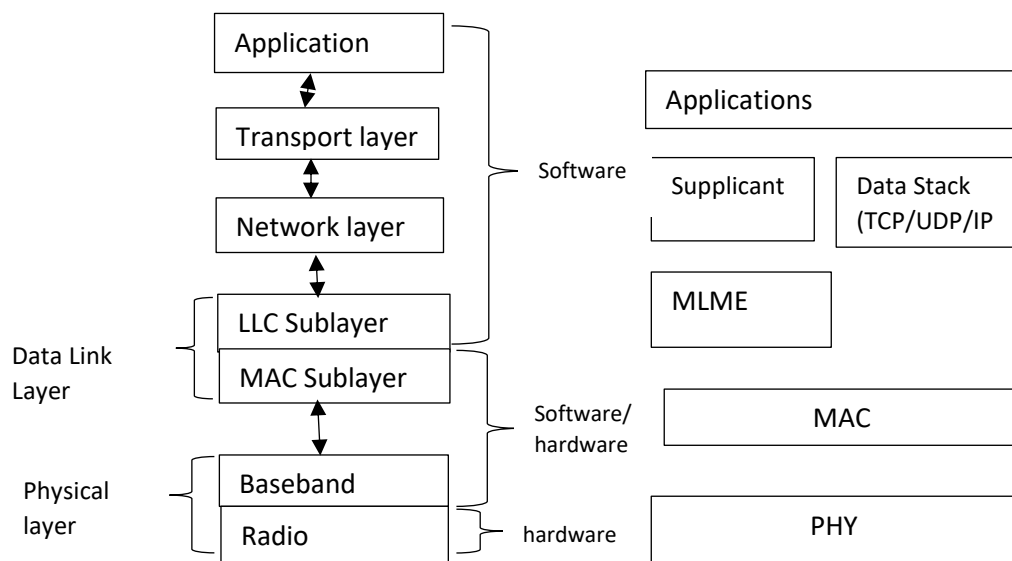 Application
Transport layer
Network layer
LLC Sublayer
MAC Sublayer
Baseband
Radio
Data Link
Layer
Physical
layer
Software
Software/
hardware
hardware
Applications
Supplicant
Data Stack
(TCP/UDP/IP
MLME
MAC
PHY